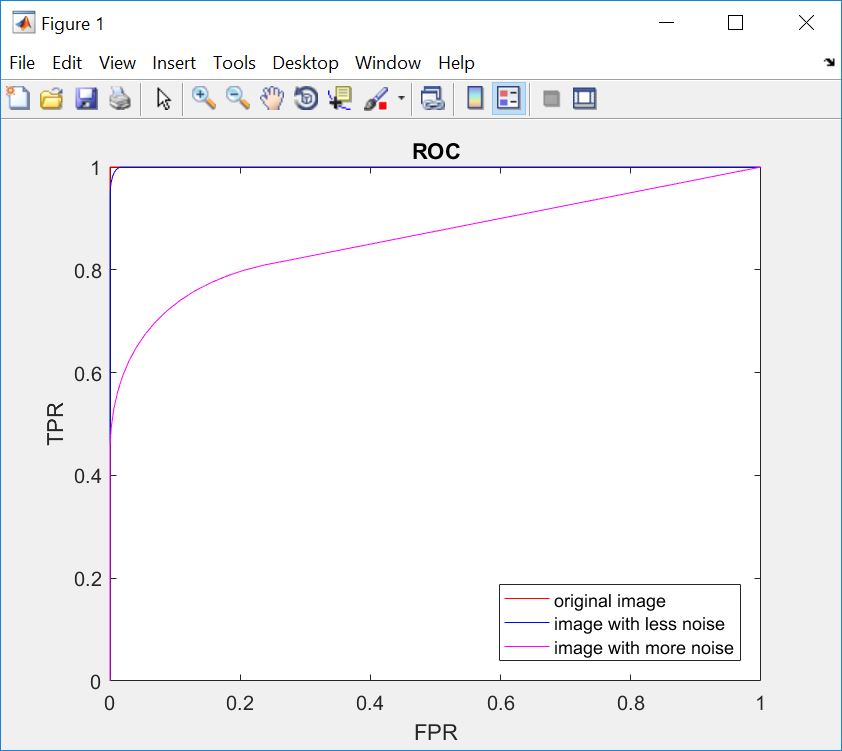 Figure 1
File Edit View Insert Tools Desktop Window Help
ROC
1
0.8
0.6
TPR
0.4
0.2
original image
image with less noise
image with more noise
0
0 0.2 0.4 0.6 0.8 1
FPR